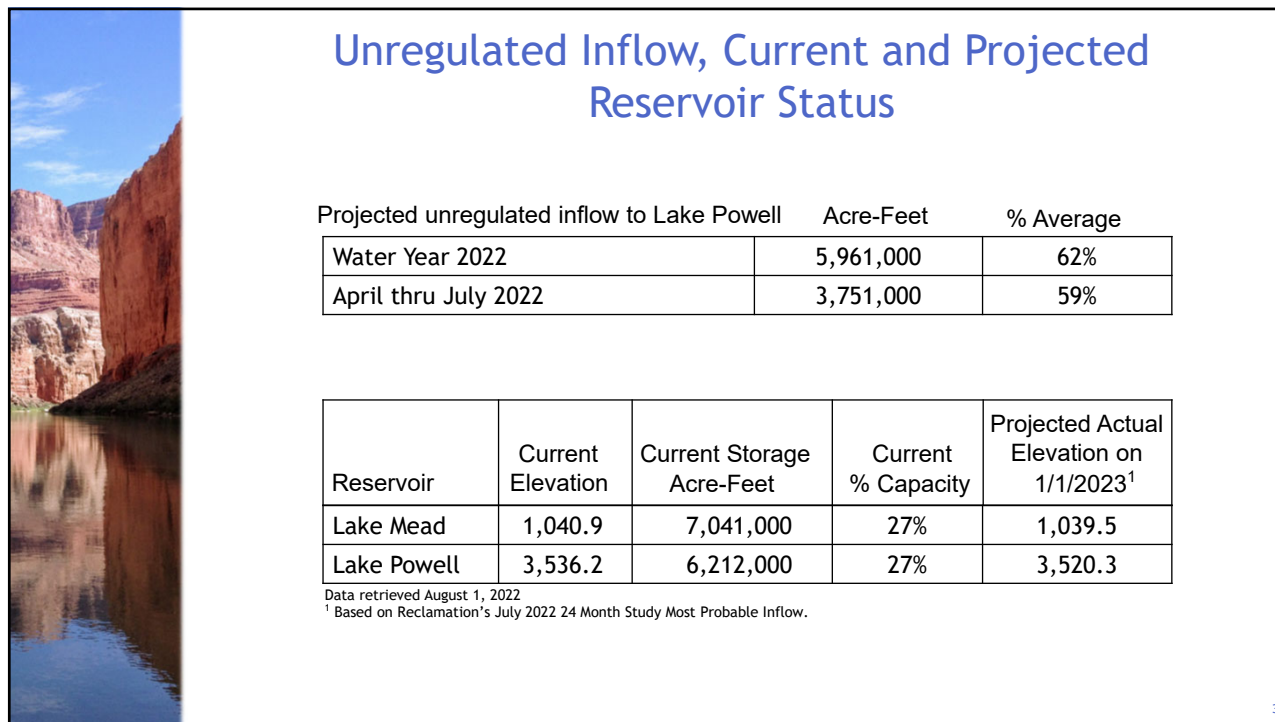 Unregulated Inflow, Current and Projected
Reservoir Status
Projected unregulated inflow to Lake Powell Acre-Feet % Average
Water Year 2022 5,961,000 62%
April thru July 2022 3,751,000 59%
Reservoir Current Elevation Current Storage Acre-Feet Current % Capacity Projected Actual Elevation on 1/1/2023¹
Lake Mead 1,040.9 7,041,000 27% 1,039.5
Lake Powell 3,536.2 6,212,000 27% 3,520.3
Data retrieved August 1, 2022
¹ Based on Reclamation’s July 2022 24 Month Study Most Probable Inflow.